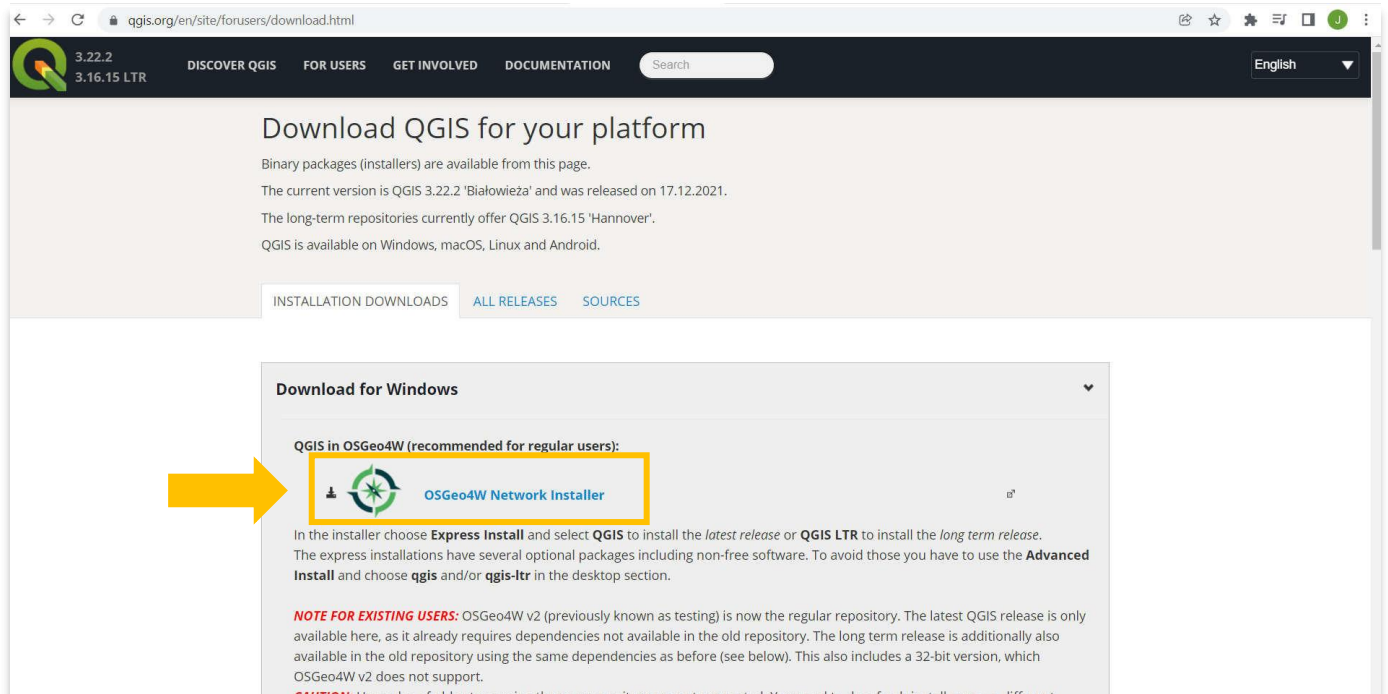 qgis.org/en/site/forusers/download.html
J
3.22.2
3.16.15 LTR
DISCOVER QGIS FOR USERS GET INVOLVED DOCUMENTATION Search English
Download QGIS for your platform
Binary packages (installers) are available from this page.
The current version is QGIS 3.22.2 'Białowieża' and was released on 17.12.2021.
The long-term repositories currently offer QGIS 3.16.15 'Hannover'.
QGIS is available on Windows, macOS, Linux and Android.
INSTALLATION DOWNLOADS ALL RELEASES SOURCES
Download for Windows
QGIS in OSGeo4W (recommended for regular users):
OSGeo4W Network Installer
In the installer choose Express Install and select QGIS to install the latest release or QGIS LTR to install the long term release.
The express installations have several optional packages including non-free software. To avoid those you have to use the Advanced
Install and choose qgis and/or qgis-ltr in the desktop section.
NOTE FOR EXISTING USERS: OSGeo4W v2 (previously known as testing) is now the regular repository. The latest QGIS release is only
available here, as it already requires dependencies not available in the old repository. The long term release is additionally also
available in the old repository using the same dependencies as before (see below). This also includes a 32-bit version, which
OSGeo4W v2 does not support.